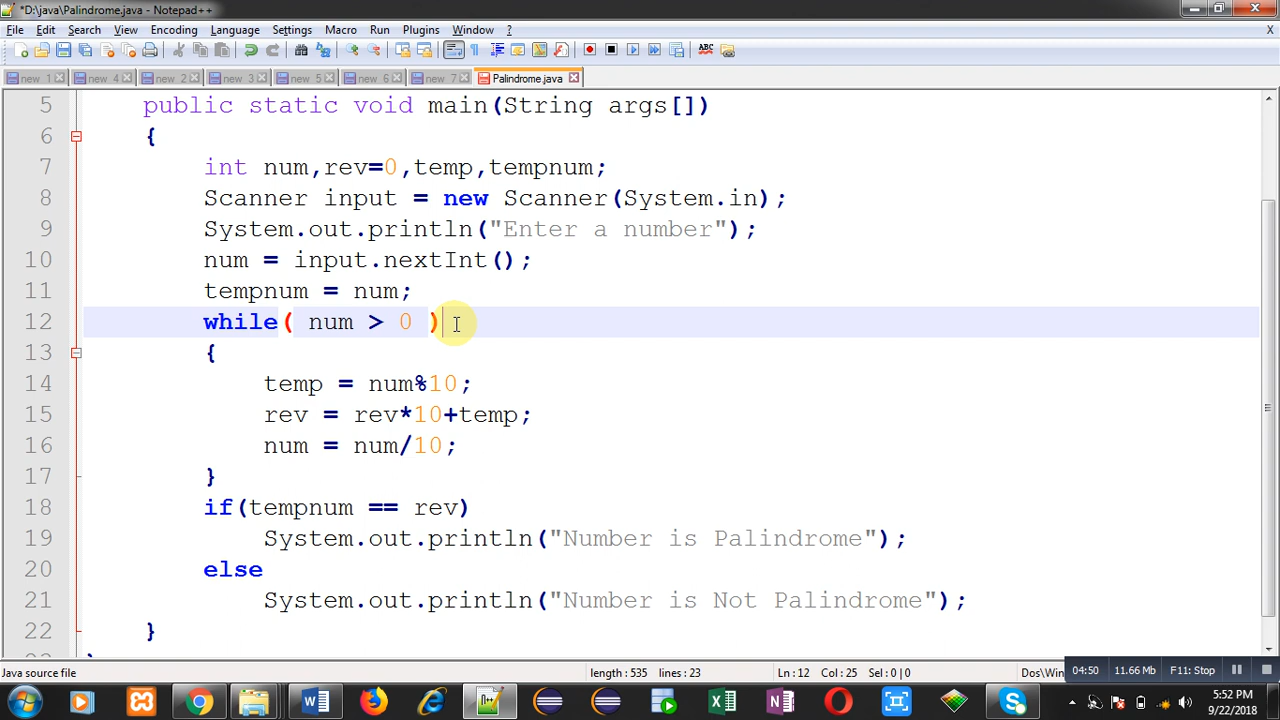 *D:\java\Palindrome.java - Notepad++
File Edit Search View Encoding Language Settings Macro Run Plugins Window ? X
new 1 new 4 new 2 new 3 new 5 new 6 new 7 Palindrome.java
5 public static void main(String args[])
6 {
7 int num,rev=0,temp,tempnum;
8 Scanner input = new Scanner(System.in);
9 System.out.println("Enter a number");
10 num = input.nextInt();
11 tempnum = num;
12 while( num > 0 )
13 {
14 temp = num%10;
15 rev = rev*10+temp;
16 num = num/10;
17 }
18 if(tempnum == rev)
19 System.out.println("Number is Palindrome");
20 else
21 System.out.println("Number is Not Palindrome");
22 }
Java source file length : 535 lines : 23 Ln : 12 Col : 25 Sel : 0 | 0 Dos\Win 04:50 11.66 Mb F11: Stop
5:52 PM
9/22/2018